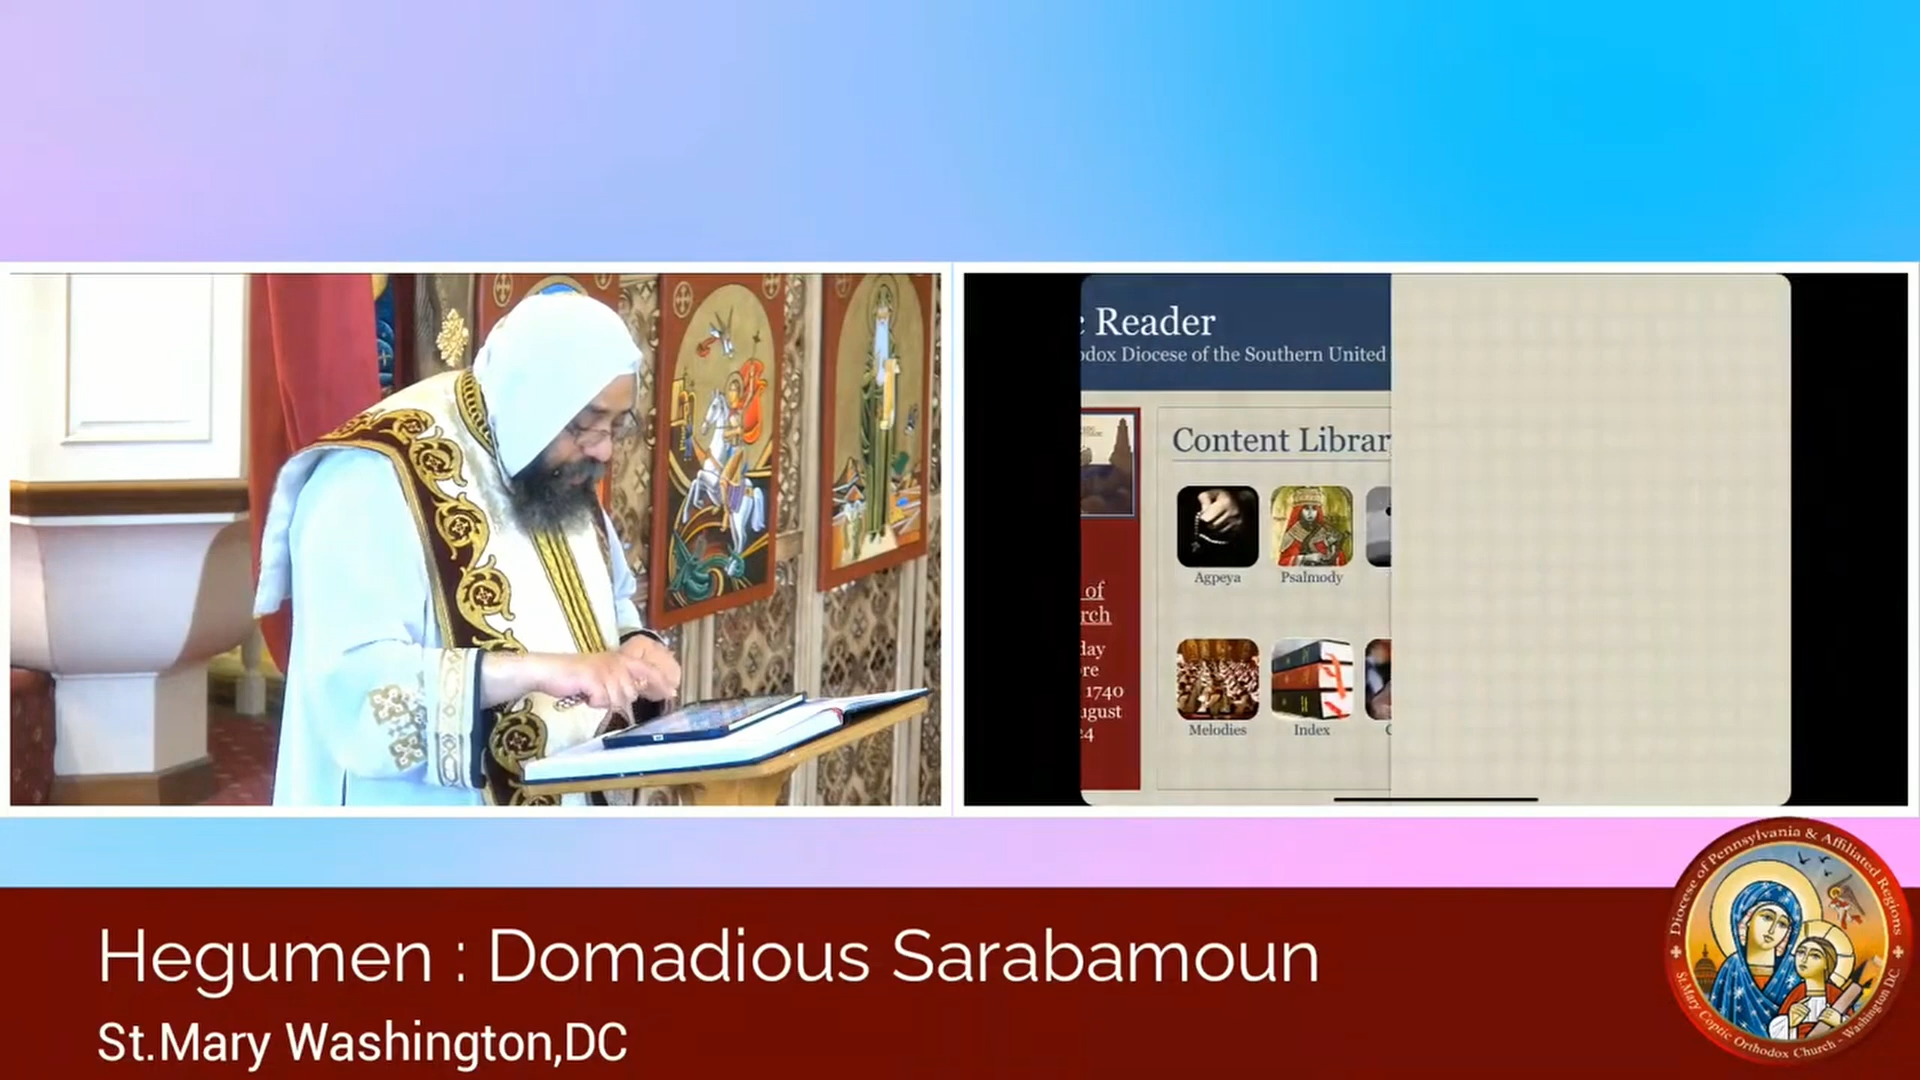 Reader
dox Diocese of the Southern United
Content Librar
of
rch
day
re
1740
ugust
24
Agpeya
Psalmody
Melodies
Index
Hegumen : Domadious Sarabamoun
St.Mary Washington,DC
Diocese of Pennsylvania & Affiliated Regions
St.Mary Coptic Orthodox Church - Washington D.C.